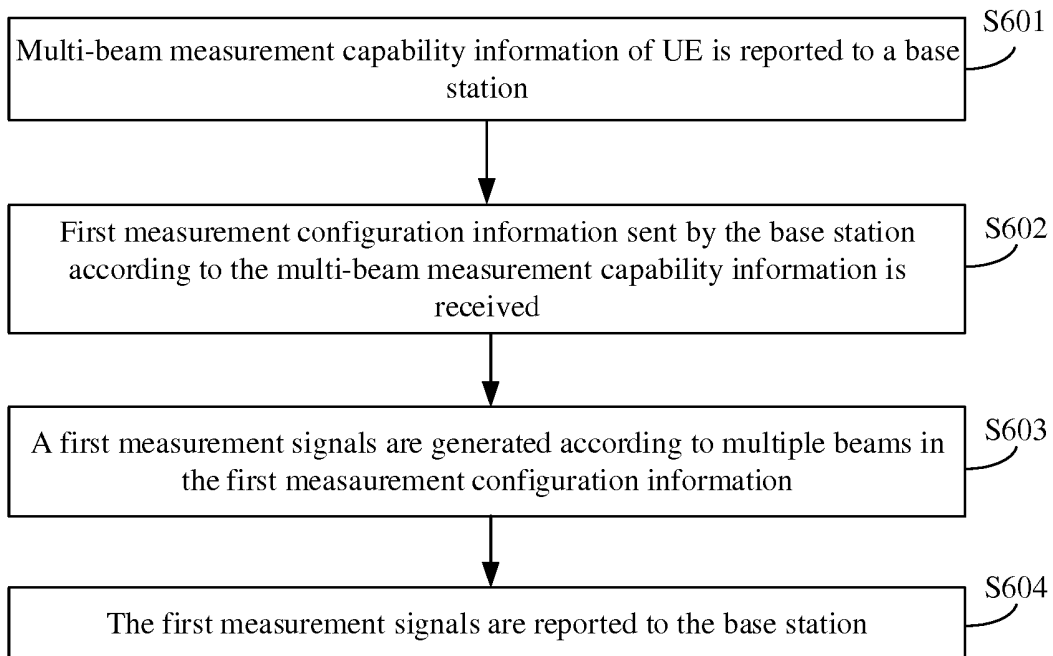 S601
Multi-beam measurement capability information of UE is reported to a base
station
S602
First measurement configuration information sent by the base station
according to the multi-beam measurement capability information is
received
S603
A first measurement signals are generated according to multiple beams in
the first measaurement configuration information
S604
The first measurement signals are reported to the base station